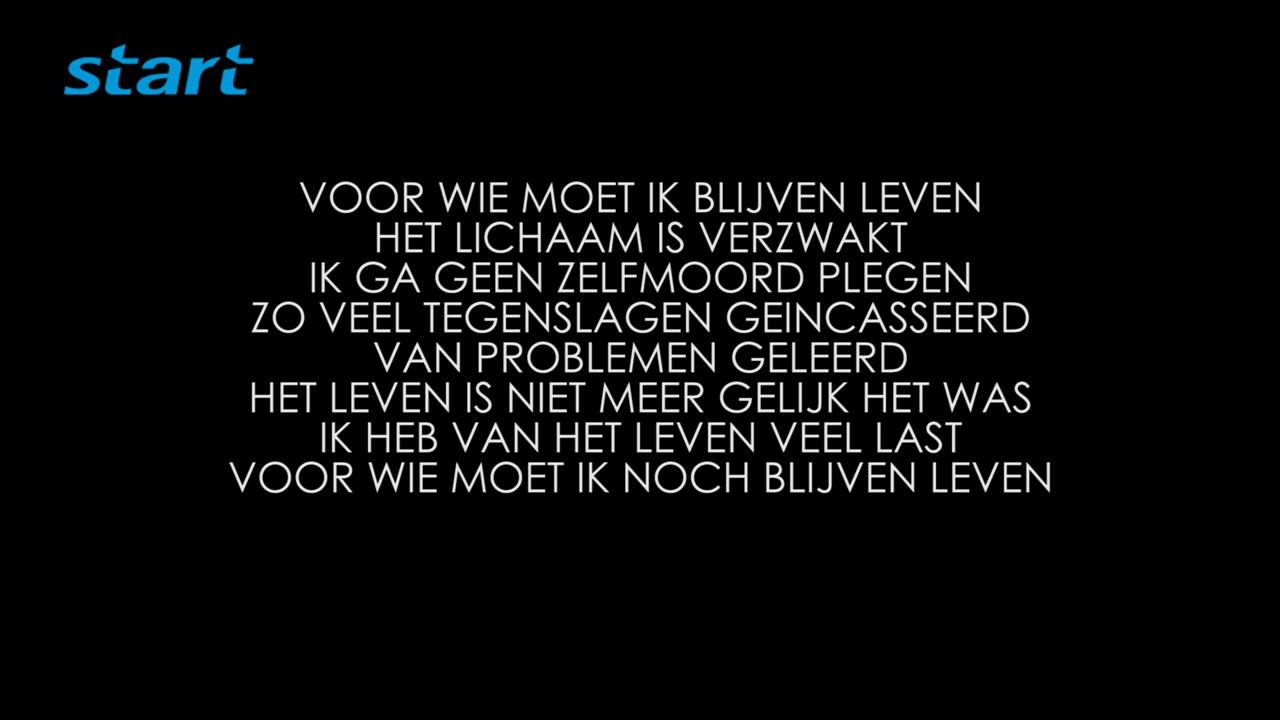 start
VOOR WIE MOET IK BLIJVEN LEVEN
HET LICHAAM IS VERZWAKT
IK GA GEEN ZELFMOORD PLEGEN
ZO VEEL TEGENSLAGEN GEINCASSEERD
VAN PROBLEMEN GELEERD
HET LEVEN IS NIET MEER GELIJK HET WAS
IK HEB VAN HET LEVEN VEEL LAST
VOOR WIE MOET IK NOCH BLIJVEN LEVEN